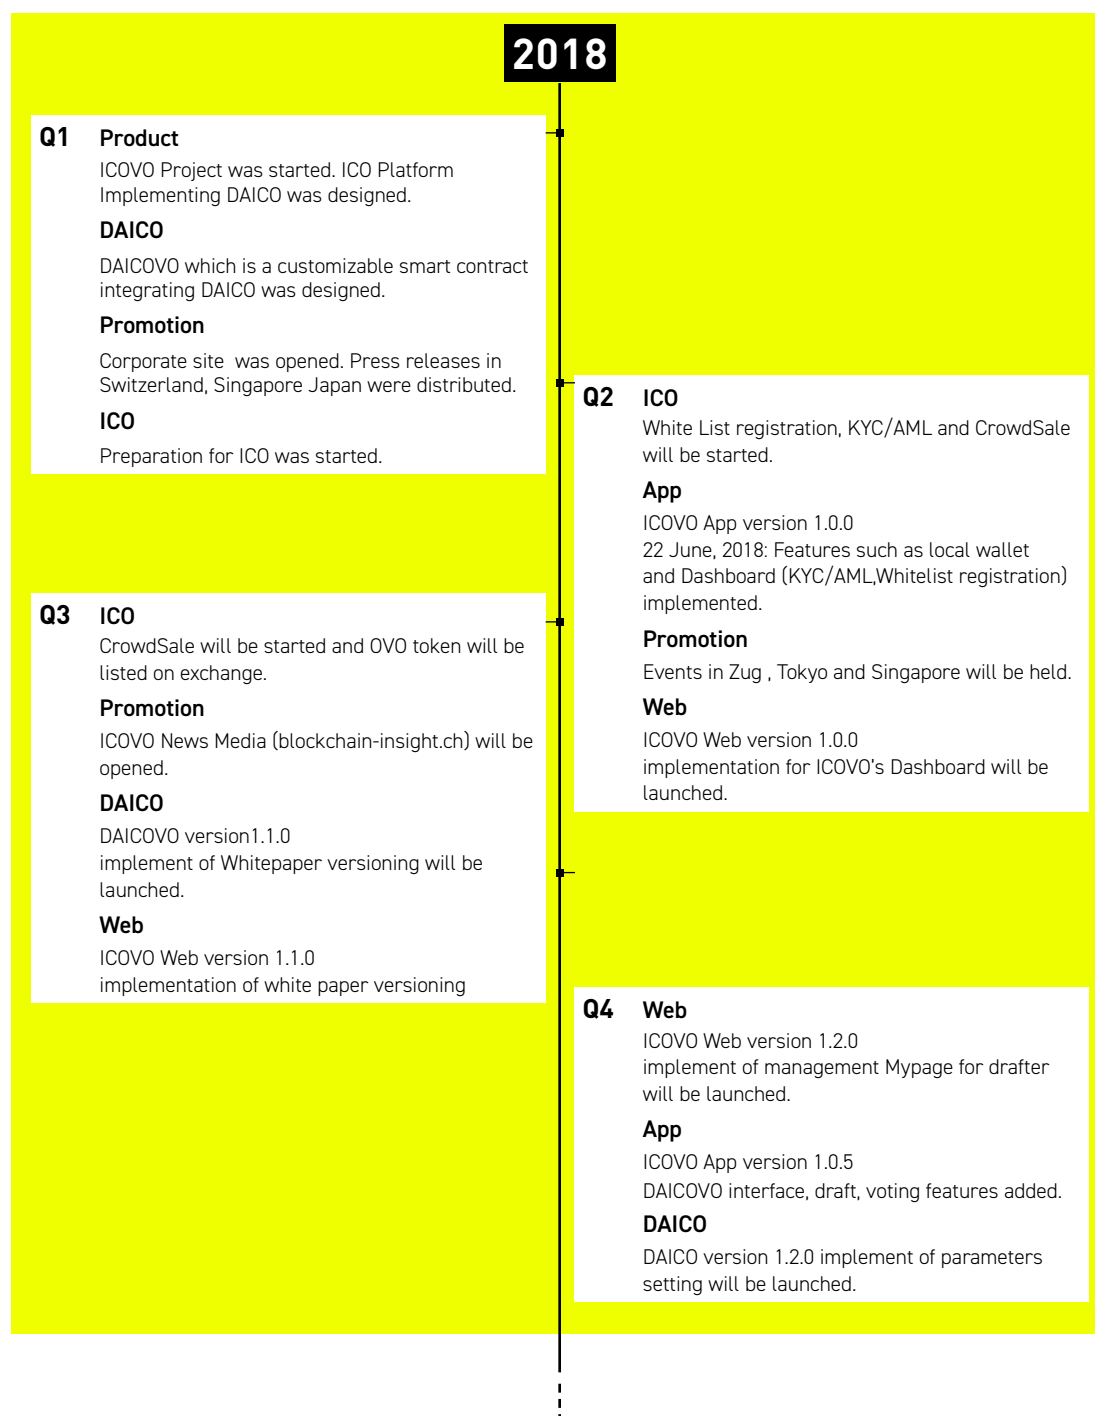 2018
Q1 Product
ICOVO Project was started. ICO Platform
Implementing DAICO was designed.
DAICO
DAICOVO which is a customizable smart contract
integrating DAICO was designed.
Promotion
Corporate site  was opened. Press releases in
Switzerland, Singapore Japan were distributed.
ICO
Preparation for ICO was started.
Q2 ICO
White List registration, KYC/AML and CrowdSale
will be started.
App
ICOVO App version 1.0.0
22 June, 2018: Features such as local wallet
and Dashboard (KYC/AML,Whitelist registration)
implemented.
Promotion
Events in Zug , Tokyo and Singapore will be held.
Web
ICOVO Web version 1.0.0
implementation for ICOVO's Dashboard will be
launched.
Q3 ICO
CrowdSale will be started and OVO token will be
listed on exchange.
Promotion
ICOVO News Media (blockchain-insight.ch) will be
opened.
DAICO
DAICOVO version1.1.0
implement of Whitepaper versioning will be
launched.
Web
ICOVO Web version 1.1.0
implementation of white paper versioning
Q4 Web
ICOVO Web version 1.2.0
implement of management Mypage for drafter
will be launched.
App
ICOVO App version 1.0.5
DAICOVO interface, draft, voting features added.
DAICO
DAICO version 1.2.0 implement of parameters
setting will be launched.